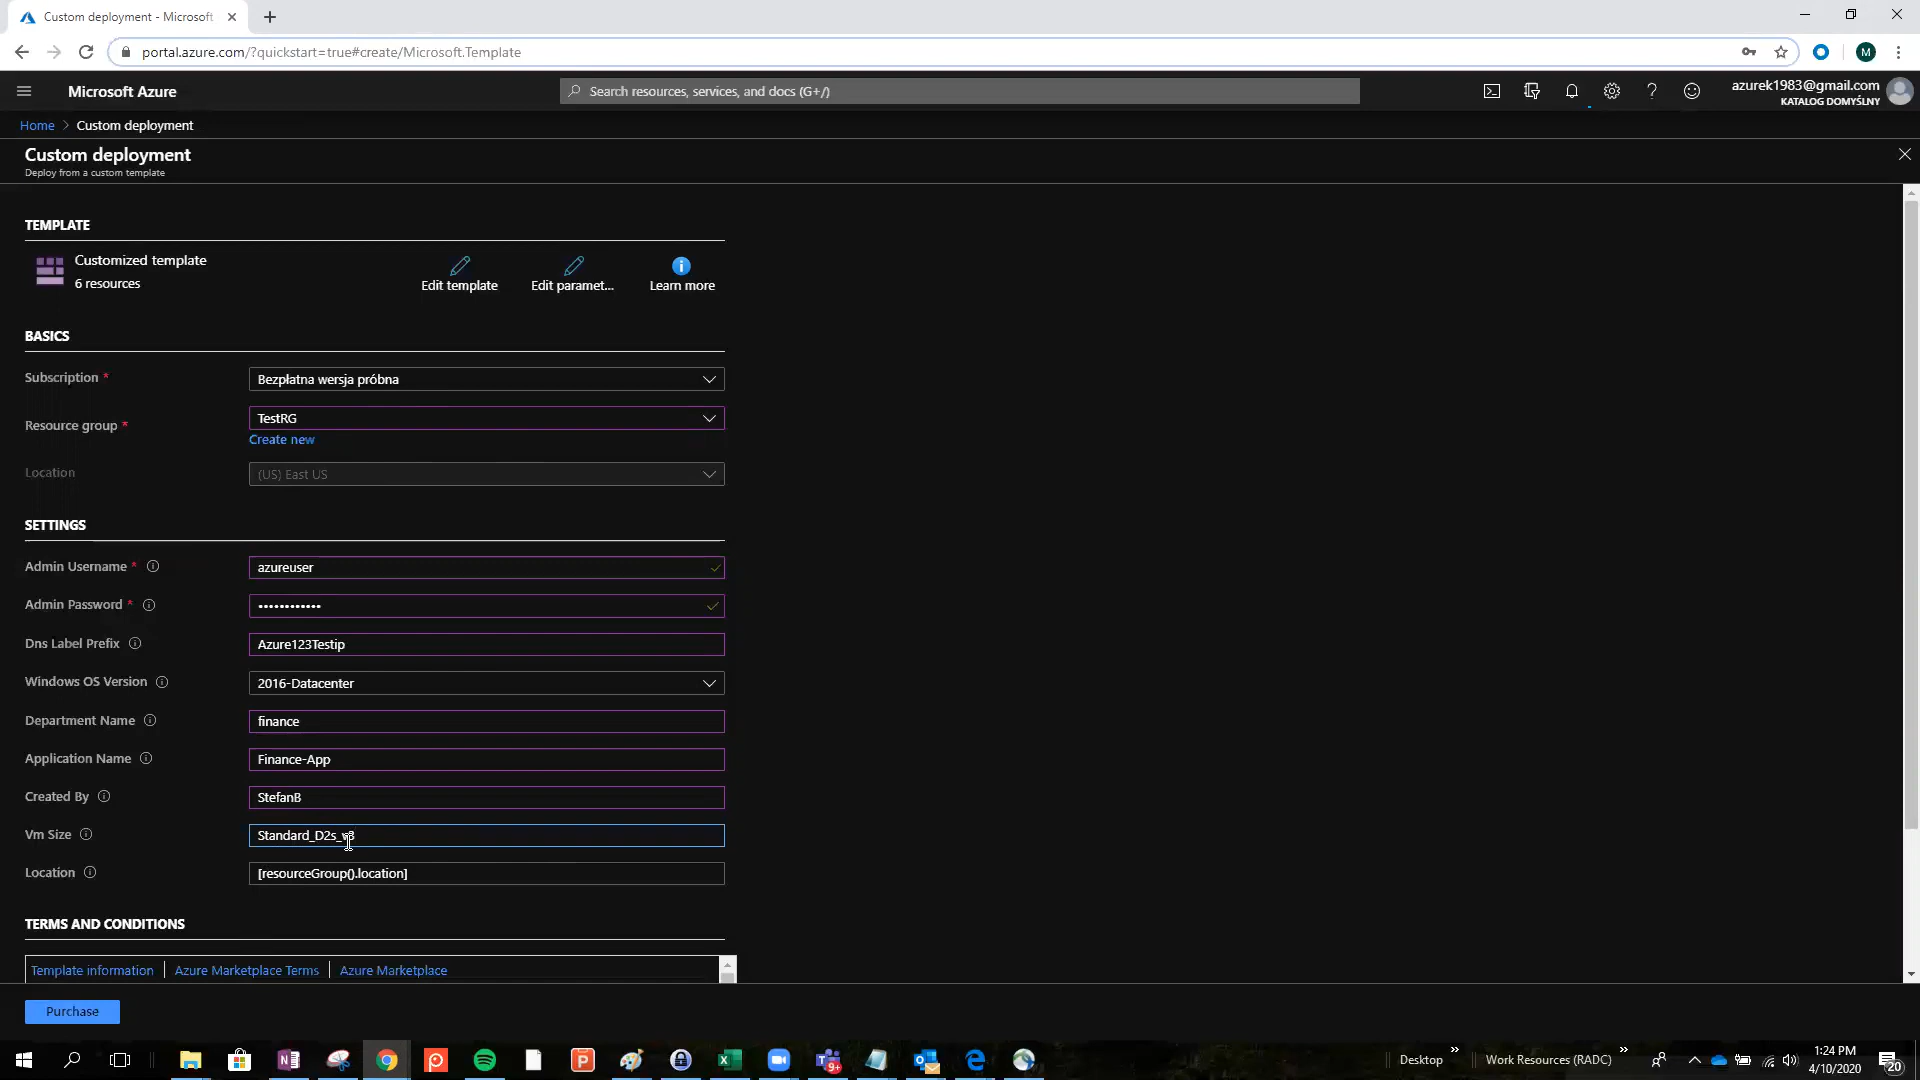 Custom deployment - Microsoft
portal.azure.com/?quickstart=true#create/Microsoft.Template
M
Microsoft Azure
Search resources, services, and docs (G+/)
azurek1983@gmail.com
KATALOG DOMYŚLNY
Home > Custom deployment
Custom deployment
Deploy from a custom template
TEMPLATE
Customized template
6 resources
Edit template
Edit paramet...
Learn more
BASICS
Subscription *
Bezpłatna wersja próbna
Resource group *
TestRG
Create new
Location
(US) East US
SETTINGS
Admin Username *
azureuser
Admin Password *
••••••••••••
Dns Label Prefix
Azure123Testip
Windows OS Version
2016-Datacenter
Department Name
finance
Application Name
Finance-App
Created By
StefanB
Vm Size
Standard_D2s_v3
Location
[resourceGroup().location]
TERMS AND CONDITIONS
Template information | Azure Marketplace Terms | Azure Marketplace
Purchase
Desktop
Work Resources (RADC)
1:24 PM
4/10/2020
9+
20